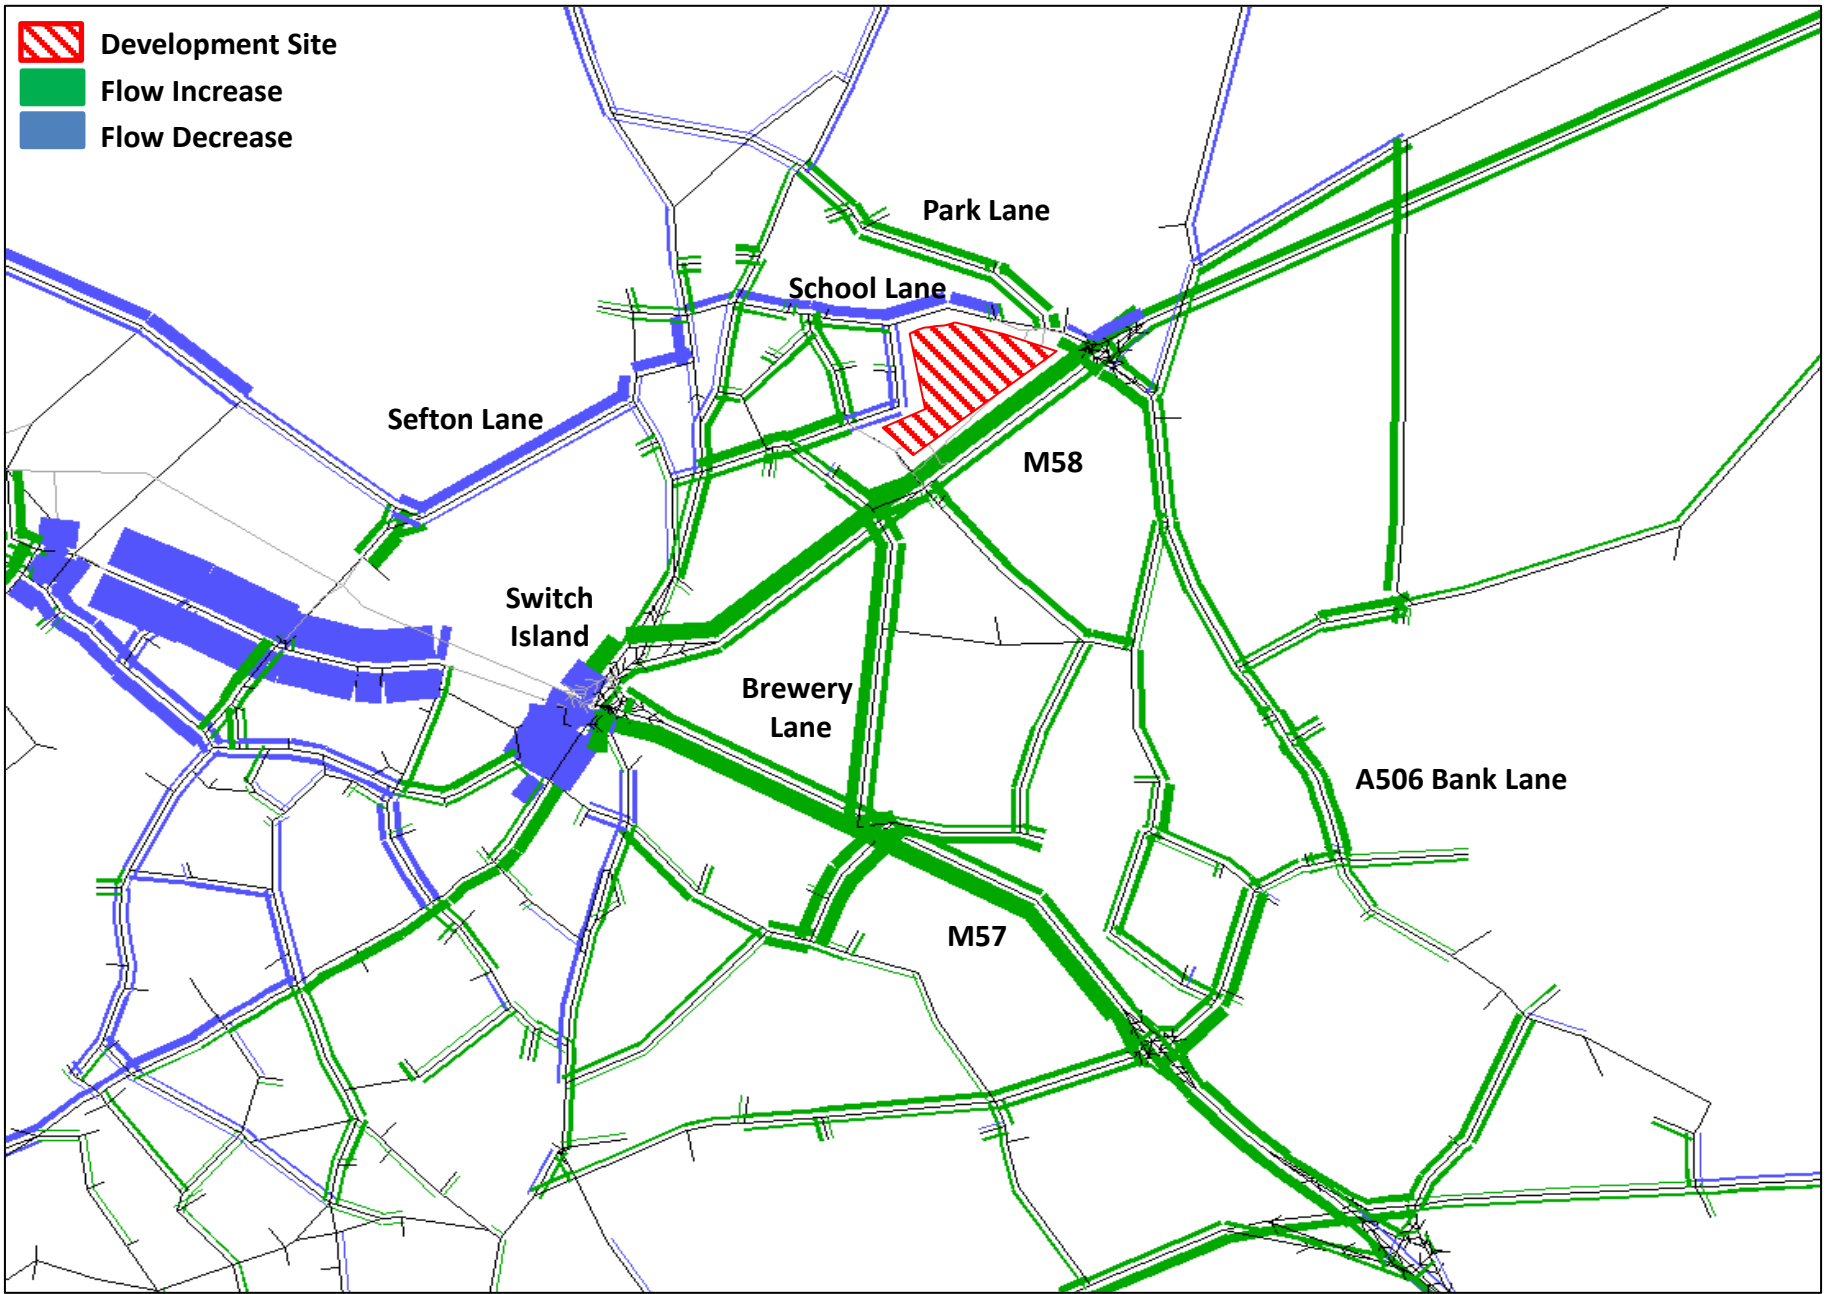 Development Site
Flow Increase
Flow Decrease
Park Lane
School Lane
Sefton Lane
M58
Switch
Island
Brewery
Lane
A506 Bank Lane
M57